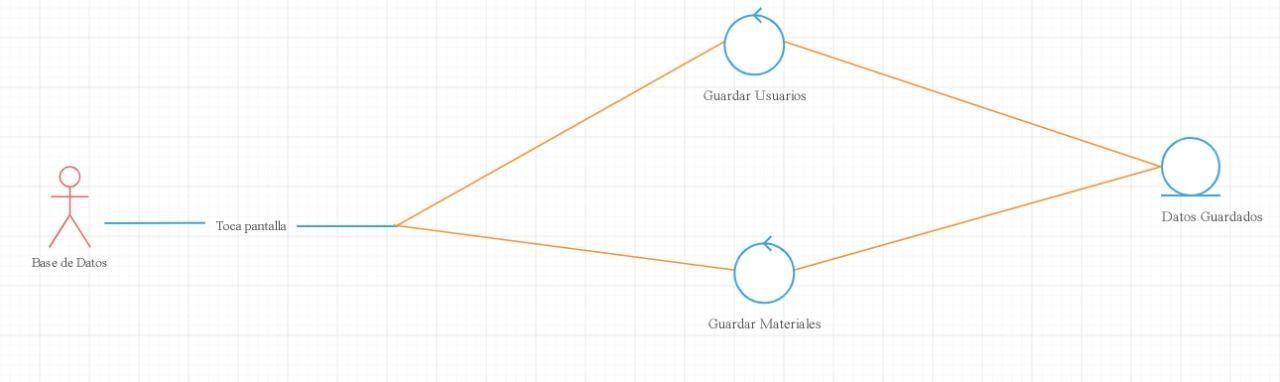 Guardar Usuarios
Toca pantalla
Datos Guardados
Base de Datos
Guardar Materiales